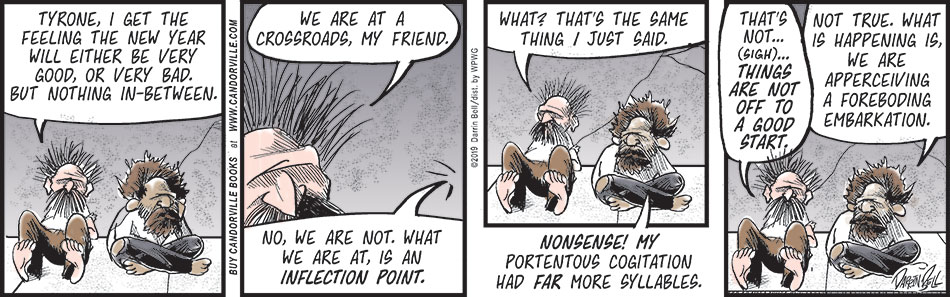 TYRONE, I GET THE
FEELING THE NEW YEAR
WILL EITHER BE VERY
GOOD, OR VERY BAD.
BUT NOTHING IN-BETWEEN.
BUY CANDORVILLE BOOKS at WWW.CANDORVILLE.COM
WE ARE AT A
CROSSROADS, MY FRIEND.
NO, WE ARE NOT. WHAT
WE ARE AT, IS AN
INFLECTION POINT.
©2019 Darrin Bell/dist. by WPWG
WHAT? THAT'S THE SAME
THING I JUST SAID.
NONSENSE! MY
PORTENTOUS COGITATION
HAD FAR MORE SYLLABLES.
THAT'S
NOT...
(SIGH)...
THINGS
ARE NOT
OFF TO
A GOOD
START.
NOT TRUE. WHAT
IS HAPPENING IS,
WE ARE
APPERCEIVING
A FOREBODING
EMBARKATION.
DARRIN BELL